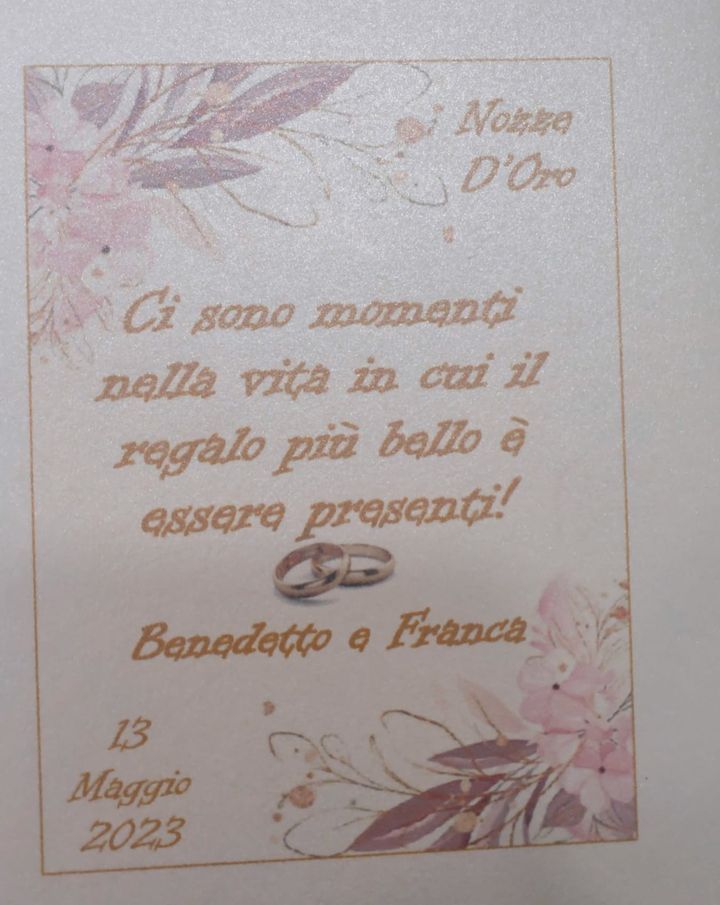 Nozze
D'Oro
Ci sono momenti
nella vita in cui il
regalo più bello è
essere presenti!
Benedetto e Franca
13
Maggio
2023